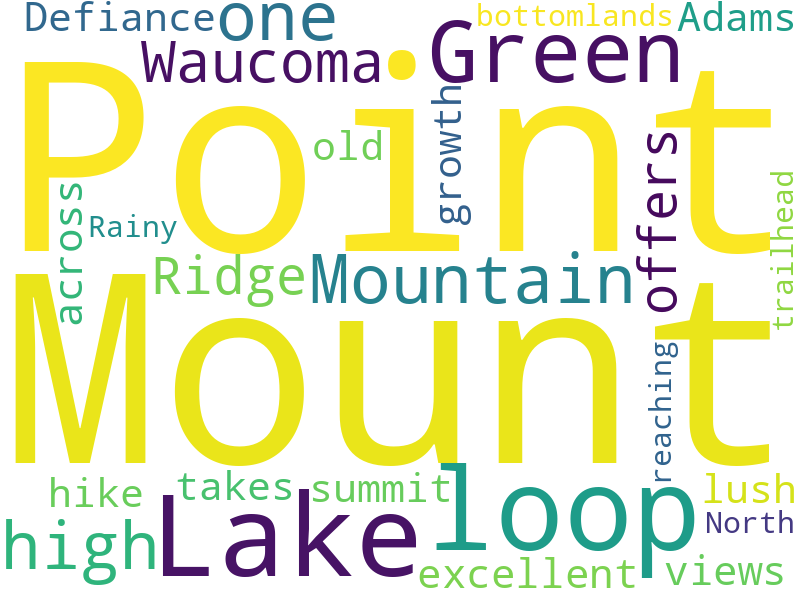 Defiance
one
bottomlands
Adams
Waucoma
Green
Point
growth
old
offers
across
Rainy
trailhead
Ridge
Mountain
Mount
reaching
hike
takes
summit
loop
lush
North
high
Lake
excellent
views